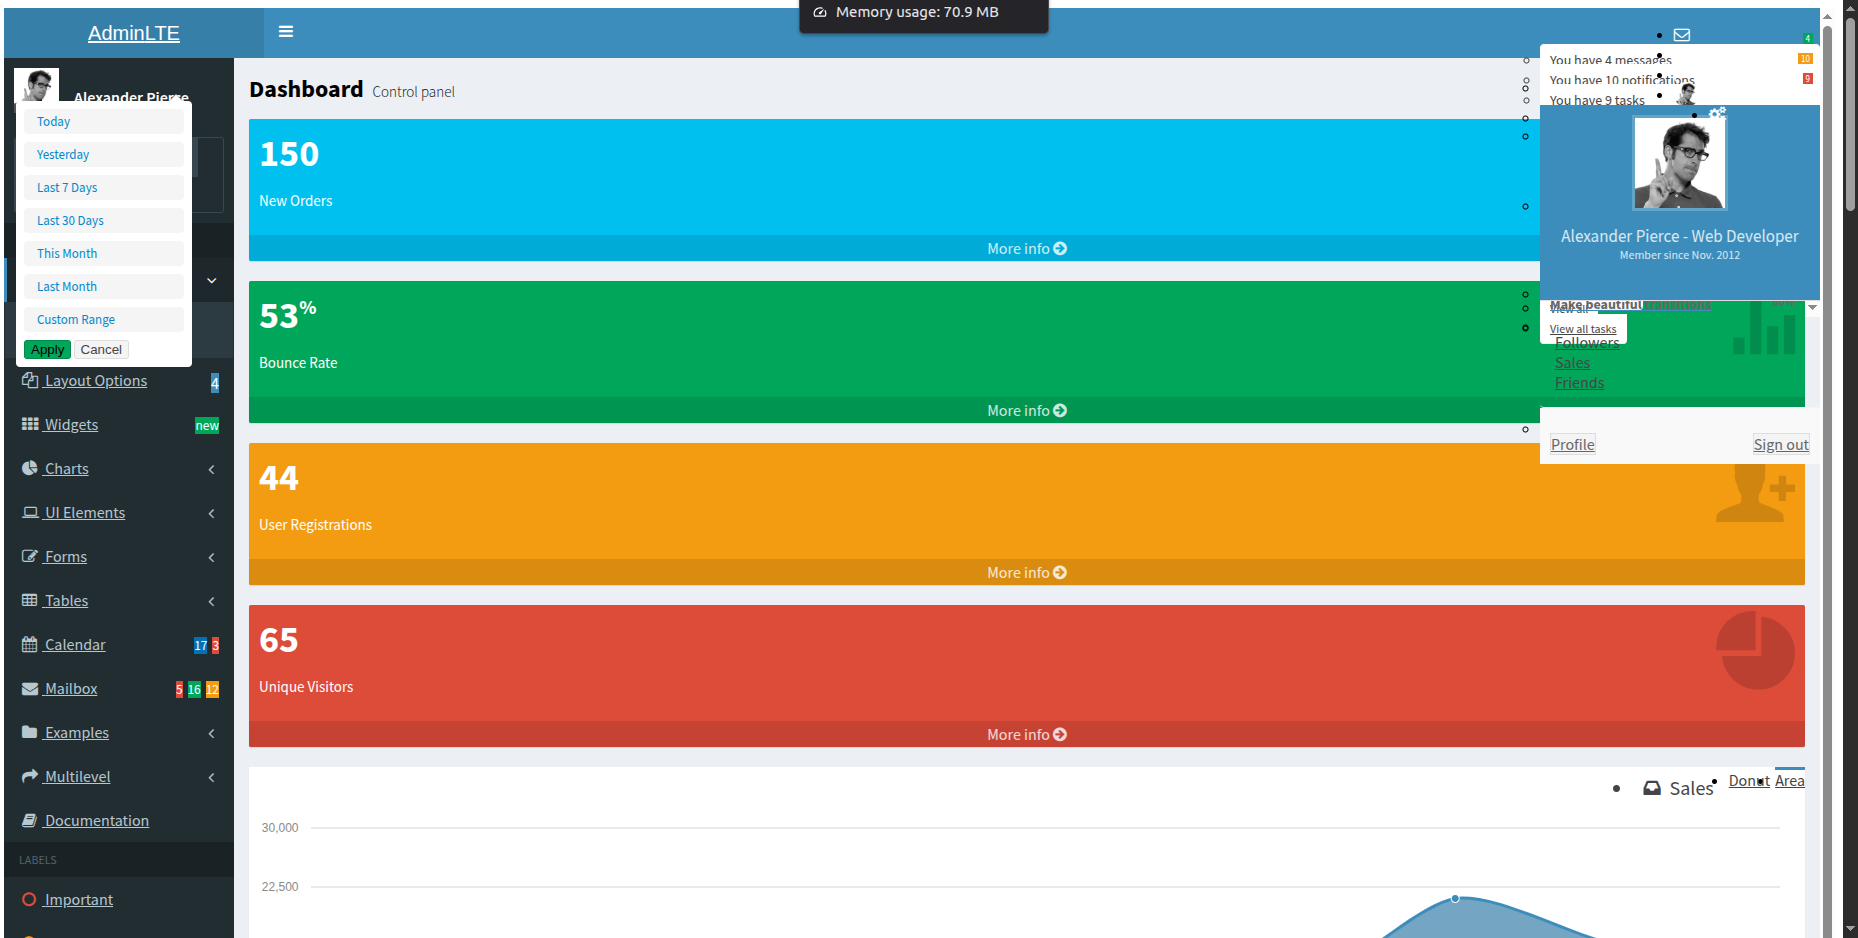 Memory usage: 70.9 MB
AdminLTE
4
You have 4 messages
10
You have 10 notifications
9
You have 9 tasks
Alexander Pierce
Dashboard Control panel
Today
Yesterday
Last 7 Days
Last 30 Days
This Month
Last Month
Custom Range
Apply Cancel
Layout Options 4
Widgets new
Charts
UI Elements
Forms
Tables
Calendar 17 3
Mailbox 5 16 12
Examples
Multilevel
Documentation
LABELS
Important
150
New Orders
More info
53%
Bounce Rate
More info
44
User Registrations
More info
65
Unique Visitors
More info
Alexander Pierce - Web Developer
Member since Nov. 2012
Make beautiful transitions
View all
View all tasks
Followers
Sales
Friends
Profile Sign out
Sales Donut Area
30,000
22,500